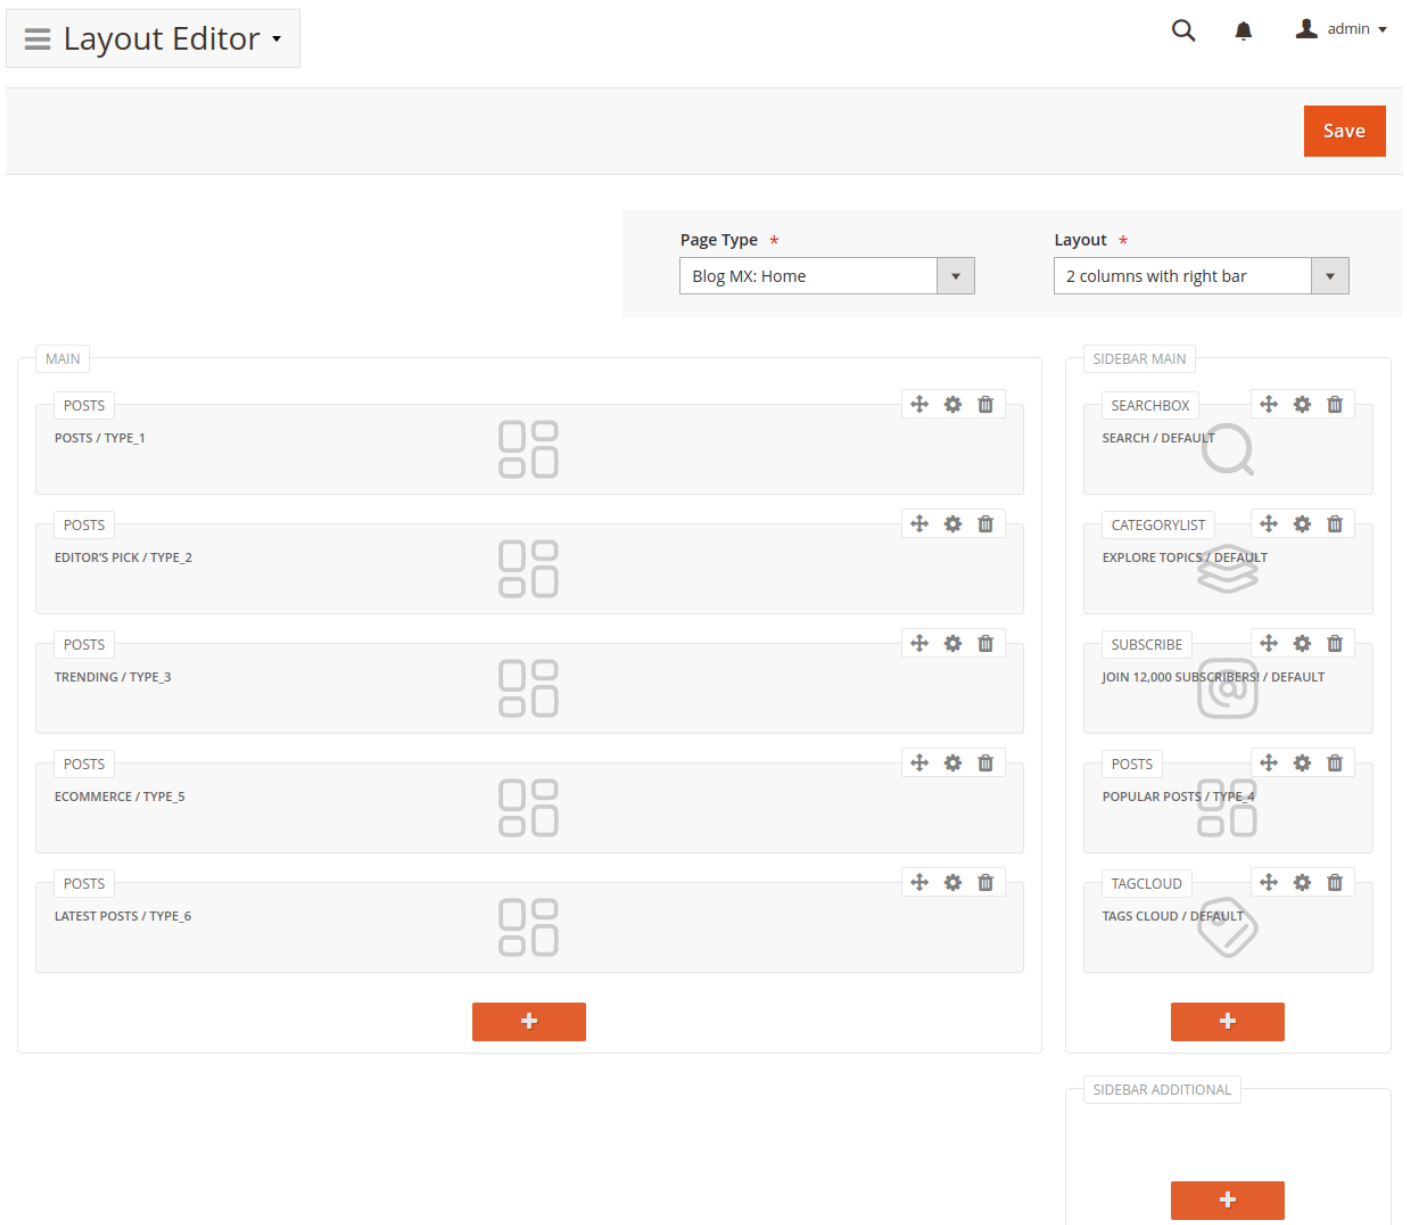 Layout Editor
admin
Save
Page Type *
Layout *
Blog MX: Home
2 columns with right bar
MAIN
POSTS
POSTS / TYPE_1
POSTS
EDITOR'S PICK / TYPE_2
POSTS
TRENDING / TYPE_3
POSTS
ECOMMERCE / TYPE_5
POSTS
LATEST POSTS / TYPE_6
+
SIDEBAR MAIN
SEARCHBOX
SEARCH / DEFAULT
CATEGORYLIST
EXPLORE TOPICS / DEFAULT
SUBSCRIBE
JOIN 12,000 SUBSCRIBERS! / DEFAULT
POSTS
POPULAR POSTS / TYPE_4
TAGCLOUD
TAGS CLOUD / DEFAULT
+
SIDEBAR ADDITIONAL
+